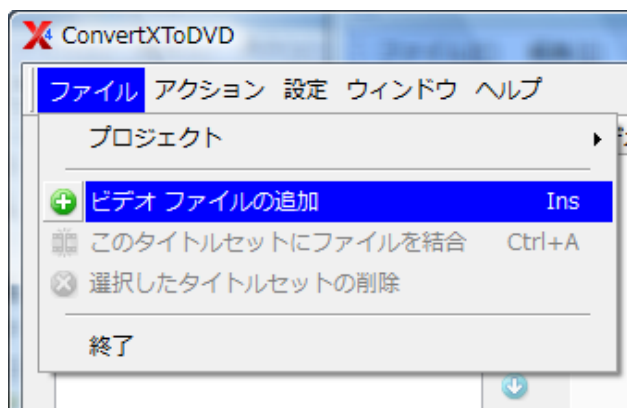 ConvertXToDVD
ファイル アクション 設定 ウィンドウ ヘルプ
プロジェクト
ビデオ ファイルの追加 Ins
このタイトルセットにファイルを結合 Ctrl+A
選択したタイトルセットの削除
終了